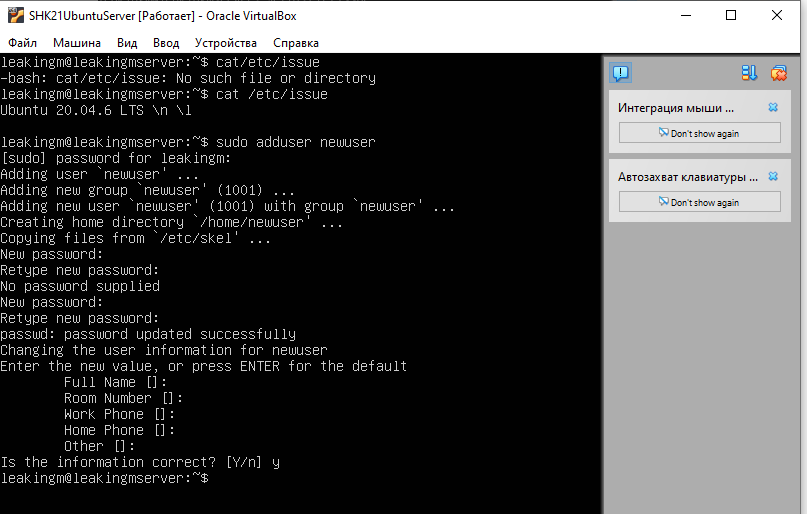 SHK21UbuntuServer [Работает] - Oracle VirtualBox
Файл Машина Вид Ввод Устройства Справка
leakingm@leakingmserver:~$ cat/etc/issue
-bash: cat/etc/issue: No such file or directory
leakingm@leakingmserver:~$ cat /etc/issue
Ubuntu 20.04.6 LTS \n \l
leakingm@leakingmserver:~$ sudo adduser newuser
[sudo] password for leakingm:
Adding user `newuser' ...
Adding new group `newuser' (1001) ...
Adding new user `newuser' (1001) with group `newuser' ...
Creating home directory `/home/newuser' ...
Copying files from `/etc/skel' ...
New password:
Retype new password:
No password supplied
New password:
Retype new password:
passwd: password updated successfully
Changing the user information for newuser
Enter the new value, or press ENTER for the default
Full Name []:
Room Number []:
Work Phone []:
Home Phone []:
Other []:
Is the information correct? [Y/n] y
leakingm@leakingmserver:~$
Интеграция мыши ...
Don't show again
Автозахват клавиатуры ...
Don't show again